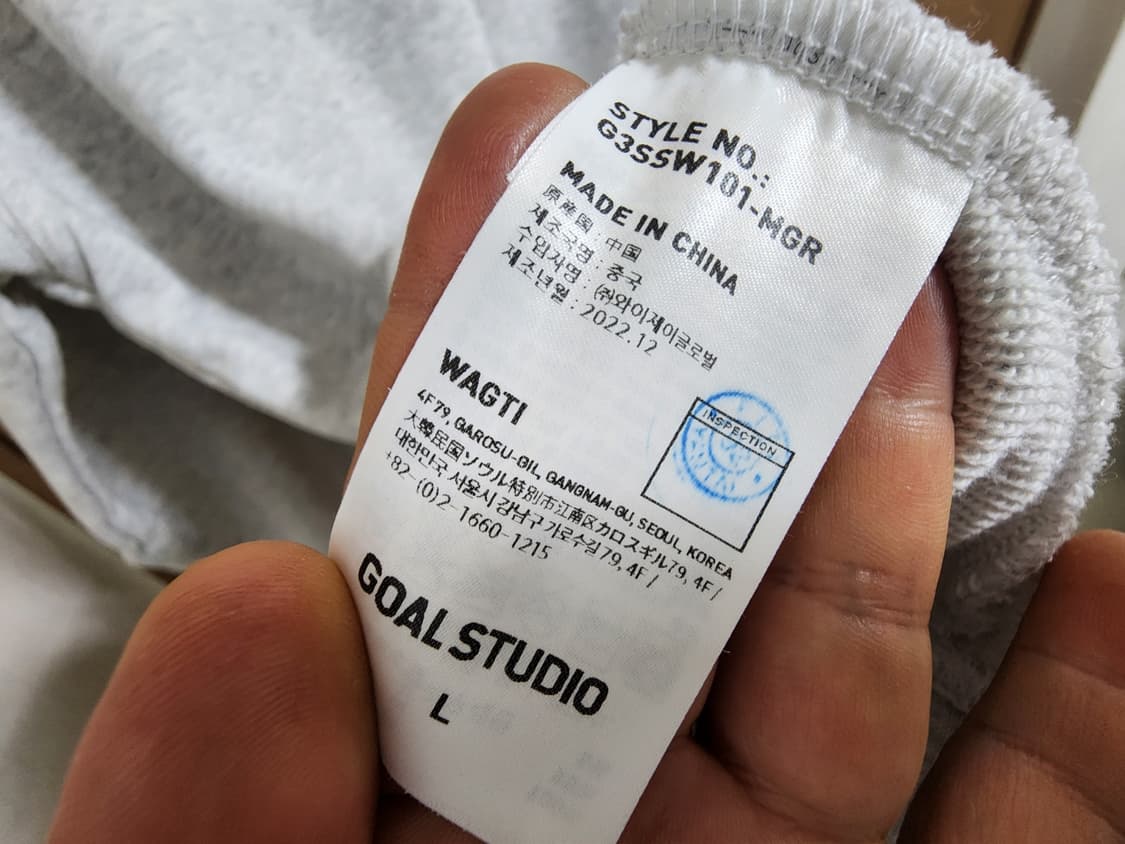 STYLE NO.:
G3SSW101-MGR
MADE IN CHINA
原産国 : 中国
제조국명 : 중국
수입자명 : ㈜와이제이글로벌
제조년월 : 2022.12
INSPECTION
WAGTI
4F79, GAROSU-GIL, GANGNAM-GU, SEOUL, KOREA
大韓民国ソウル特別市江南区カロスギル79, 4F /
대한민국 서울시 강남구 가로수길79, 4F /
+82-(0)2-1660-1215
GOAL STUDIO
L